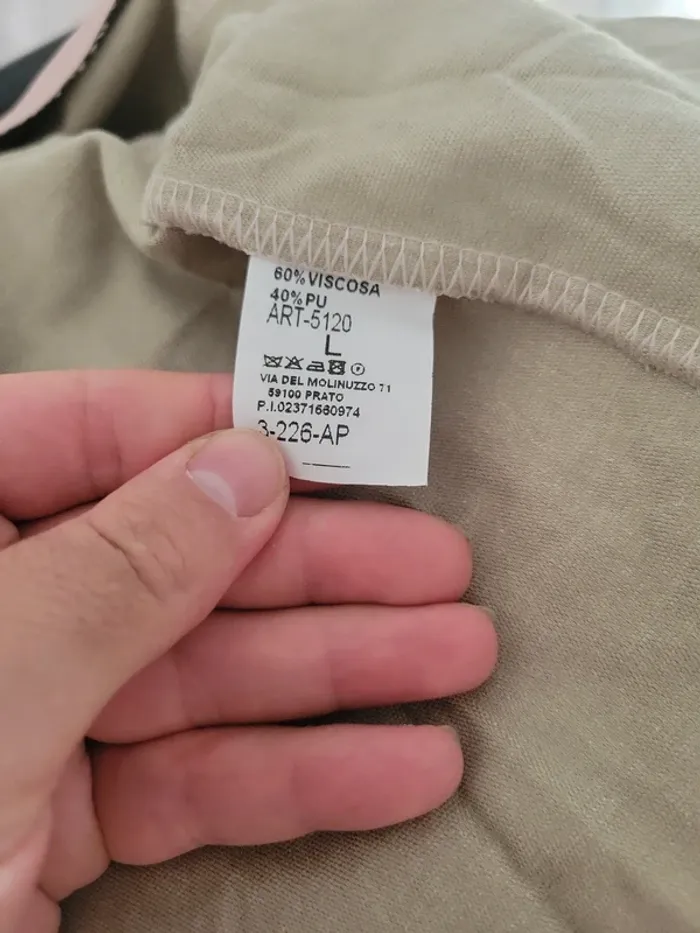 60%VISCOSA
40%PU
ART-5120
L
VIA DEL MOLINUZZO 71
59100 PRATO
P.I.02371660974
3-226-AP